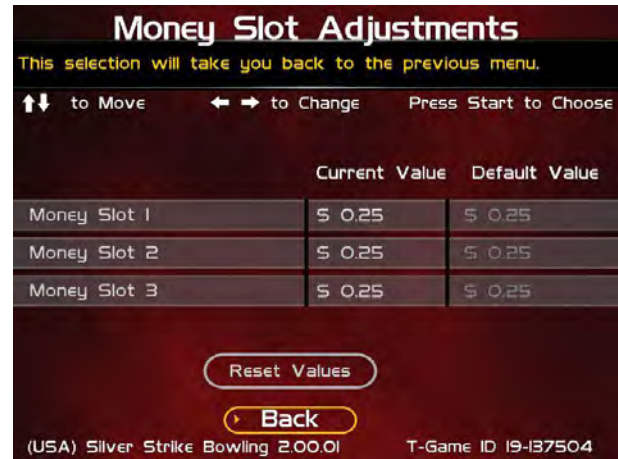 Money Slot Adjustments
This selection will take you back to the previous menu.
↑↓ to Move ← → to Change Press Start to Choose
Current Value Default Value
Money Slot 1 $ 0.25 $ 0.25
Money Slot 2 $ 0.25 $ 0.25
Money Slot 3 $ 0.25 $ 0.25
Reset Values
Back
(USA) Silver Strike Bowling 2.00.01 T-Game ID 19-137504